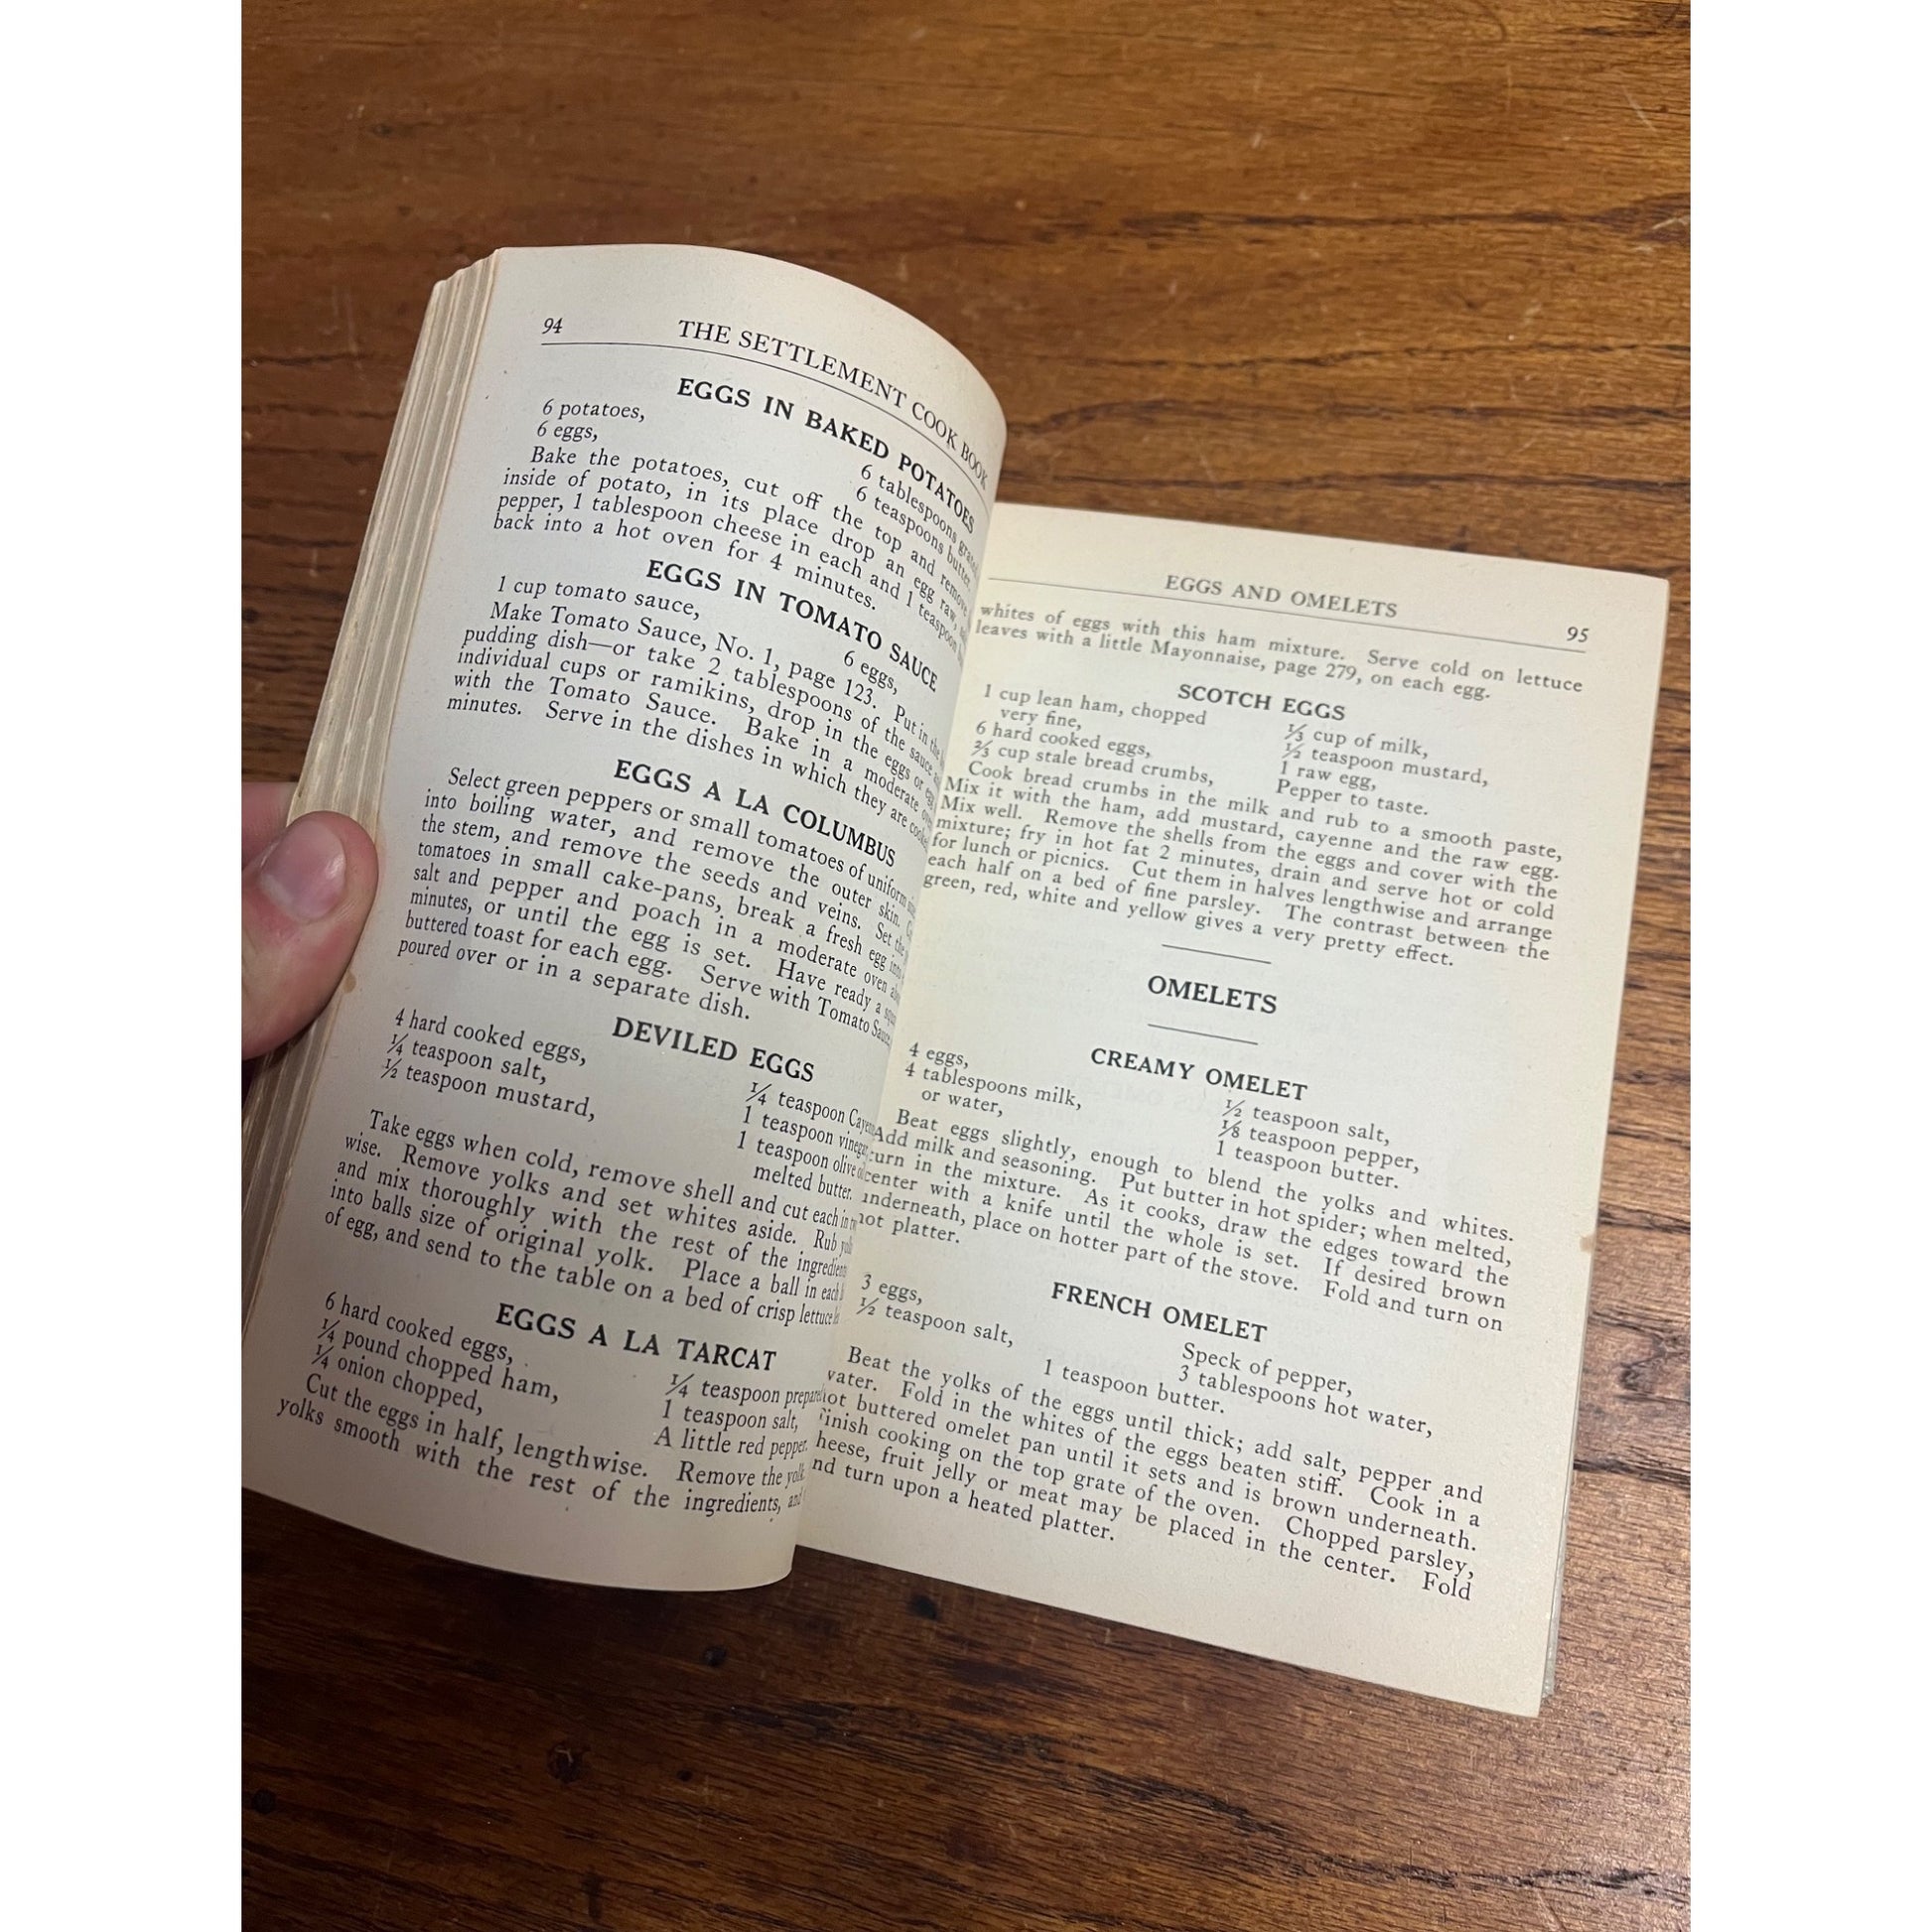 94 THE SETTLEMENT COOK BOOK
EGGS IN BAKED POTATOES
6 potatoes,
6 eggs,
6 tablespoons
6 teaspoons butter.
Bake the potatoes, cut off the top and remove
inside of potato, in its place drop an egg raw,
pepper, 1 tablespoon cheese in each and 1 teaspoon
back into a hot oven for 4 minutes.
EGGS IN TOMATO SAUCE
1 cup tomato sauce,
6 eggs,
Make Tomato Sauce, No. 1, page 123. Put in the
pudding dish—or take 2 tablespoons of the sauce
individual cups or ramikins, drop in the eggs or
with the Tomato Sauce. Bake in a moderate
minutes. Serve in the dishes in which they are
EGGS A LA COLUMBUS
Select green peppers or small tomatoes of uniform
into boiling water, and remove the outer skin.
the stem, and remove the seeds and veins. Set the
tomatoes in small cake-pans, break a fresh egg into
salt and pepper and poach in a moderate oven
minutes, or until the egg is set. Have ready a
buttered toast for each egg. Serve with Tomato
poured over or in a separate dish.
DEVILED EGGS
4 hard cooked eggs,
¼ teaspoon salt,
½ teaspoon mustard,
¼ teaspoon
1 teaspoon
1 teaspoon olive
melted butter.
Take eggs when cold, remove shell and cut each in
wise. Remove yolks and set whites aside. Rub
and mix thoroughly with the rest of the
into balls size of original yolk. Place a ball in each
of egg, and send to the table on a bed of crisp lettuce
EGGS A LA TARCAT
6 hard cooked eggs,
¼ pound chopped ham,
¼ onion chopped,
¼ teaspoon
1 teaspoon salt,
A little red pepper.
Cut the eggs in half, lengthwise. Remove the
yolks smooth with the rest of the ingredients,
EGGS AND OMELETS 95
whites of eggs with this ham mixture. Serve cold on lettuce
leaves with a little Mayonnaise, page 279, on each egg.
SCOTCH EGGS
1 cup lean ham, chopped
very fine,
6 hard cooked eggs,
⅔ cup stale bread crumbs,
⅓ cup of milk,
½ teaspoon mustard,
1 raw egg,
Pepper to taste.
Cook bread crumbs in the milk and rub to a smooth paste,
Mix it with the ham, add mustard, cayenne and the raw egg.
Mix well. Remove the shells from the eggs and cover with the
mixture; fry in hot fat 2 minutes, drain and serve hot or cold
for lunch or picnics. Cut them in halves lengthwise and arrange
each half on a bed of fine parsley. The contrast between the
green, red, white and yellow gives a very pretty effect.
OMELETS
CREAMY OMELET
4 eggs,
4 tablespoons milk,
or water,
½ teaspoon salt,
⅛ teaspoon pepper,
1 teaspoon butter.
Beat eggs slightly, enough to blend the yolks and whites.
Add milk and seasoning. Put butter in hot spider; when melted,
turn in the mixture. As it cooks, draw the edges toward the
center with a knife until the whole is set. If desired brown
underneath, place on hotter part of the stove. Fold and turn on
hot platter.
FRENCH OMELET
3 eggs,
½ teaspoon salt,
Speck of pepper,
3 tablespoons hot water,
1 teaspoon butter.
Beat the yolks of the eggs until thick; add salt, pepper and
water. Fold in the whites of the eggs beaten stiff. Cook in a
hot buttered omelet pan until it sets and is brown underneath.
Finish cooking on the top grate of the oven. Chopped parsley,
cheese, fruit jelly or meat may be placed in the center. Fold
and turn upon a heated platter.